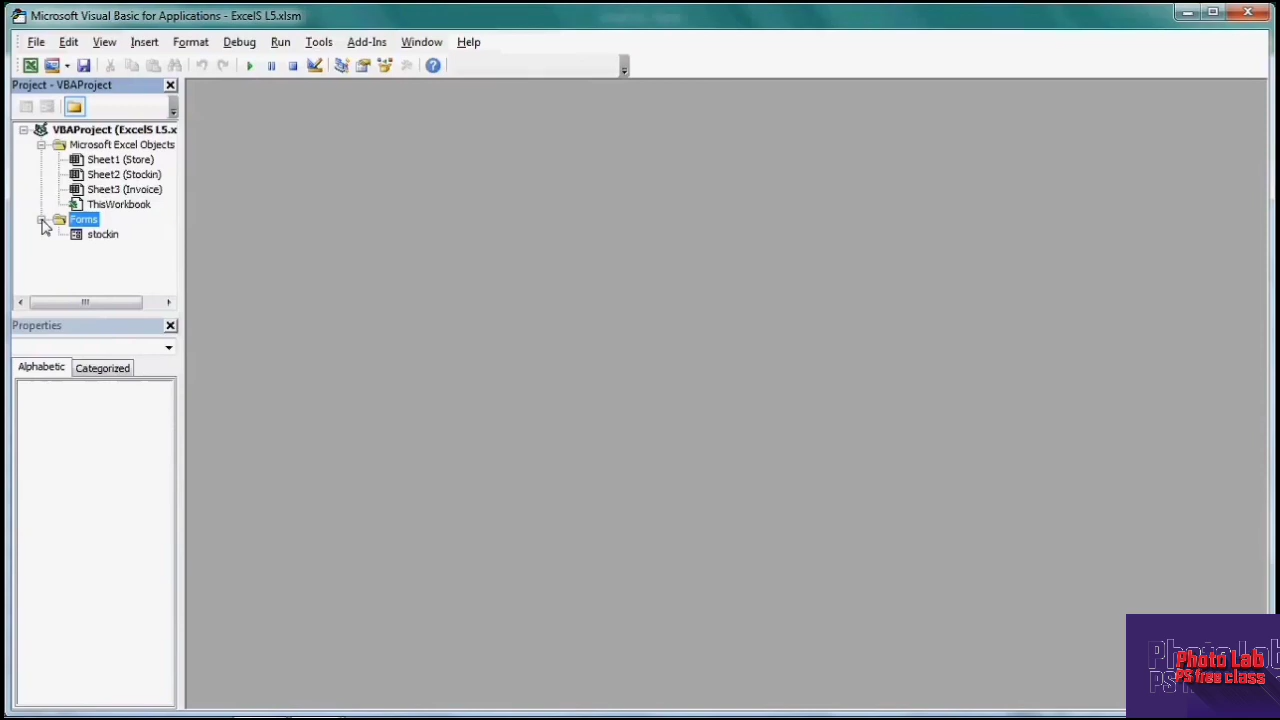 Microsoft Visual Basic for Applications - ExcelS L5.xlsm
File Edit View Insert Format Debug Run Tools Add-Ins Window Help
Project - VBAProject
VBAProject (ExcelS L5.x
Microsoft Excel Objects
Sheet1 (Store)
Sheet2 (Stockin)
Sheet3 (Invoice)
ThisWorkbook
Forms
stockin
Properties
Alphabetic Categorized
Photo Lab
Photo Lab
PS free class